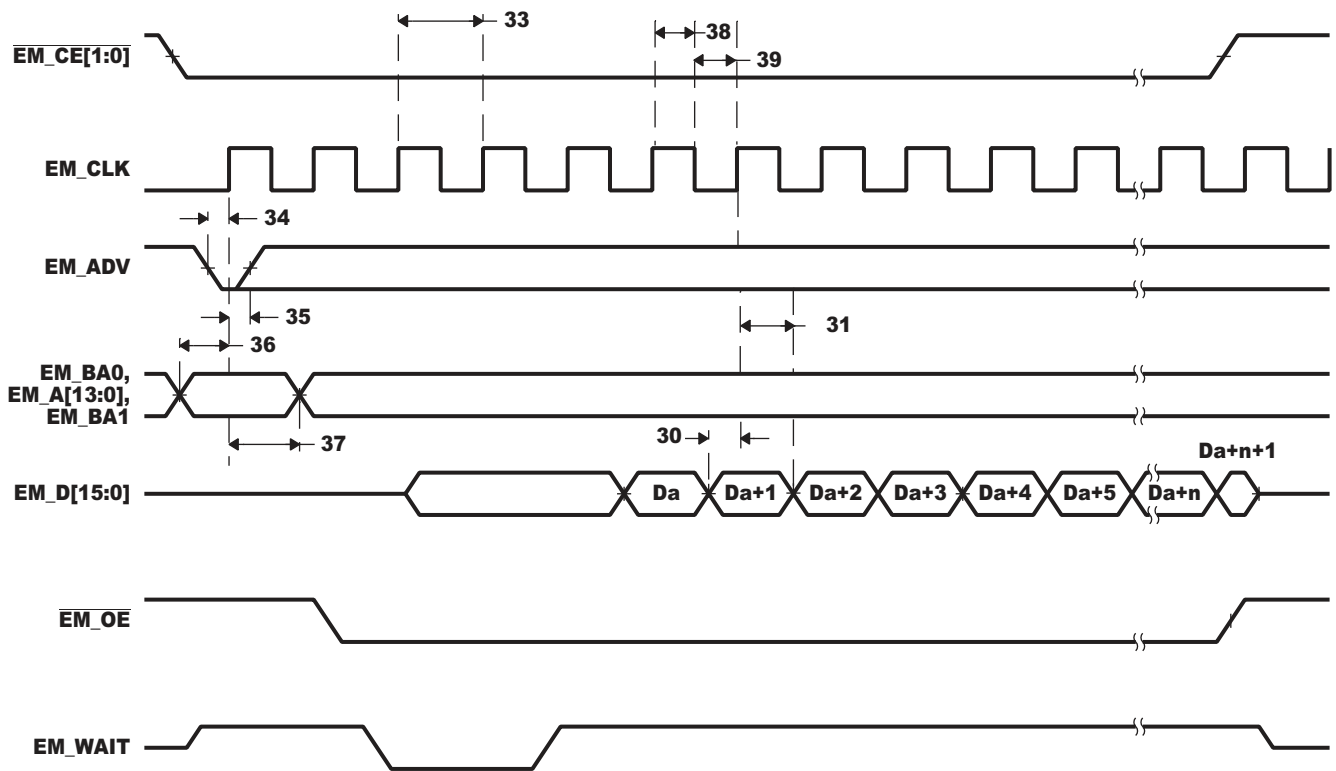 33
38
EM_CE[1:0]
39
EM_CLK
34
EM_ADV
35
31
36
EM_BA0,
EM_A[13:0],
EM_BA1
30
37
Da+n+1
EM_D[15:0]
Da
Da+1
Da+2
Da+3
Da+4
Da+5
Da+n
EM_OE
EM_WAIT